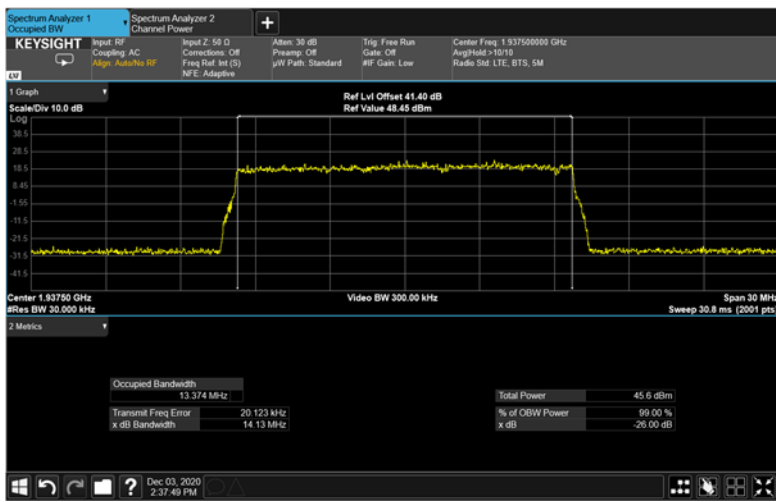 Spectrum Analyzer 1
Occupied BW
Spectrum Analyzer 2
Channel Power
+
KEYSIGHT
LXI
Input: RF
Coupling: AC
Align: Auto/No RF
Input Z: 50 Ω
Corrections: Off
Freq Ref: Int (S)
NFE: Adaptive
Atten: 30 dB
Preamp: Off
µW Path: Standard
Trig: Free Run
Gate: Off
#IF Gain: Low
Center Freq: 1.937500000 GHz
Avg|Hold:>10/10
Radio Std: LTE, BTS, 5M
1 Graph
Scale/Div 10.0 dB
Ref Lvl Offset 41.40 dB
Ref Value 48.45 dBm
Log
38.5
28.5
18.5
8.45
-1.55
-11.5
-21.5
-31.5
-41.5
Center 1.93750 GHz
#Res BW 30.000 kHz
Video BW 300.00 kHz
Span 30 MHz
Sweep 30.8 ms (2001 pts)
2 Metrics
Occupied Bandwidth
13.374 MHz
Transmit Freq Error 20.123 kHz
x dB Bandwidth 14.13 MHz
Total Power 45.6 dBm
% of OBW Power 99.00 %
x dB -26.00 dB
?
Dec 03, 2020
2:37:49 PM